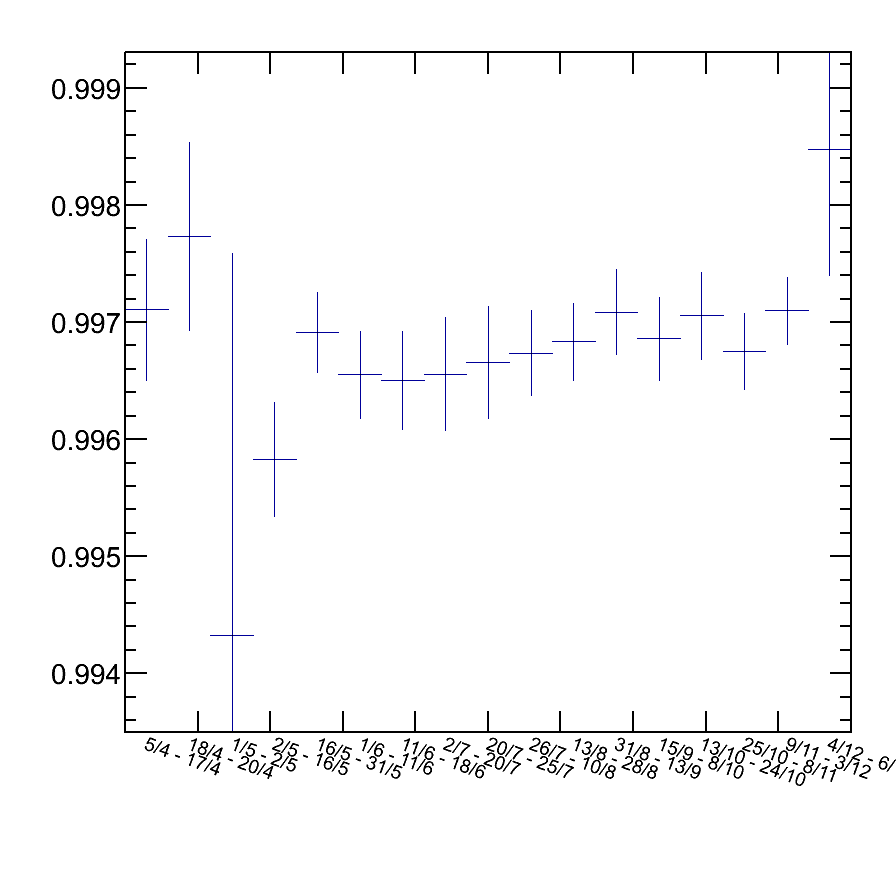 0.999
0.998
0.997
0.996
0.995
0.994
5/4 - 17/4
18/4 - 20/4
1/5 - 2/5
2/5 - 16/5
16/5 - 31/5
1/6 - 11/6
11/6 - 18/6
2/7 - 20/7
20/7 - 25/7
26/7 - 10/8
13/8 - 28/8
31/8 - 13/9
15/9 - 8/10
13/10 - 24/10
25/10 - 8/11
9/11 - 3/12
4/12 - 6/